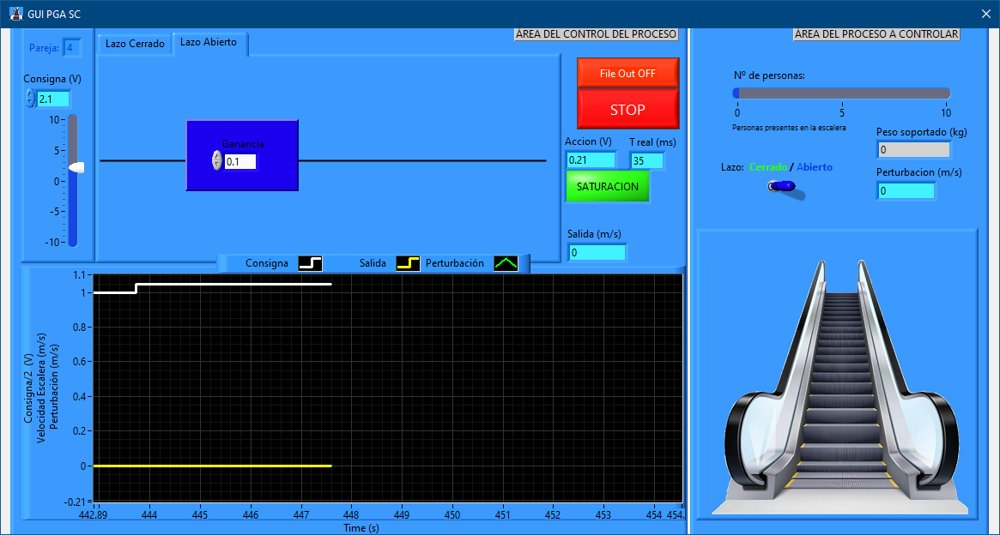 GUI PGA SC
Pareja: 4
Lazo Cerrado
Lazo Abierto
AREA DEL CONTROL DEL PROCESO
AREA DEL PROCESO A CONTROLAR
Consigna (V)
2.1
10
5
0
-5
-10
Ganancia
0.1
File Out OFF
STOP
Accion (V)
T real (ms)
0.21
35
SATURACION
Salida (m/s)
0
Nº de personas:
0 5 10
Personas presentes en la escalera
Peso soportado (kg)
0
Lazo: Cerrado / Abierto
Perturbacion (m/s)
0
Consigna
Salida
Perturbación
Consigna/2 (V)
Velocidad Escalera (m/s)
Perturbación (m/s)
1.1
1
0.8
0.6
0.4
0.2
0
-0.21
442.89 444 445 446 447 448 449 450 451 452 453 454 454.
Time (s)